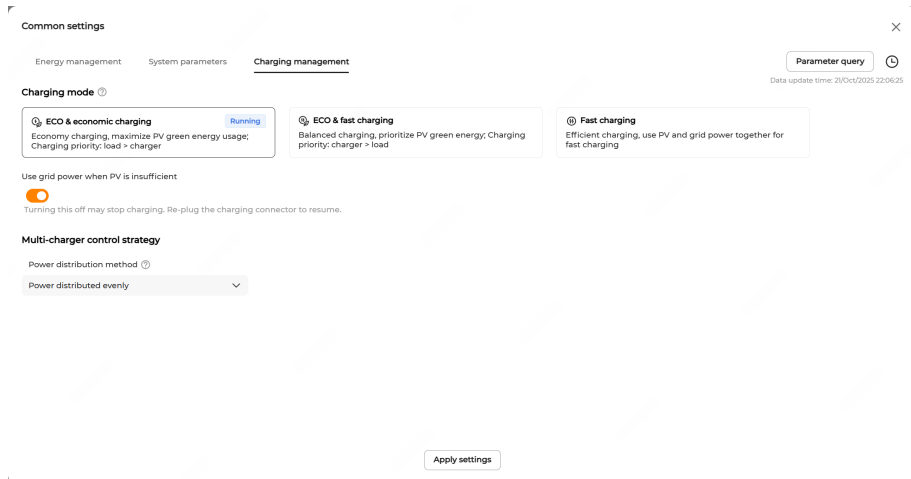 Common settings
Energy management
System parameters
Charging management
Parameter query
Data update time: 21/Oct/2025 22:06:25
Charging mode
ECO & economic charging
Running
Economy charging, maximize PV green energy usage;
Charging priority: load > charger
ECO & fast charging
Balanced charging, prioritize PV green energy; Charging
priority: charger > load
Fast charging
Efficient charging, use PV and grid power together for
fast charging
Use grid power when PV is insufficient
Turning this off may stop charging. Re-plug the charging connector to resume.
Multi-charger control strategy
Power distribution method
Power distributed evenly
Apply settings